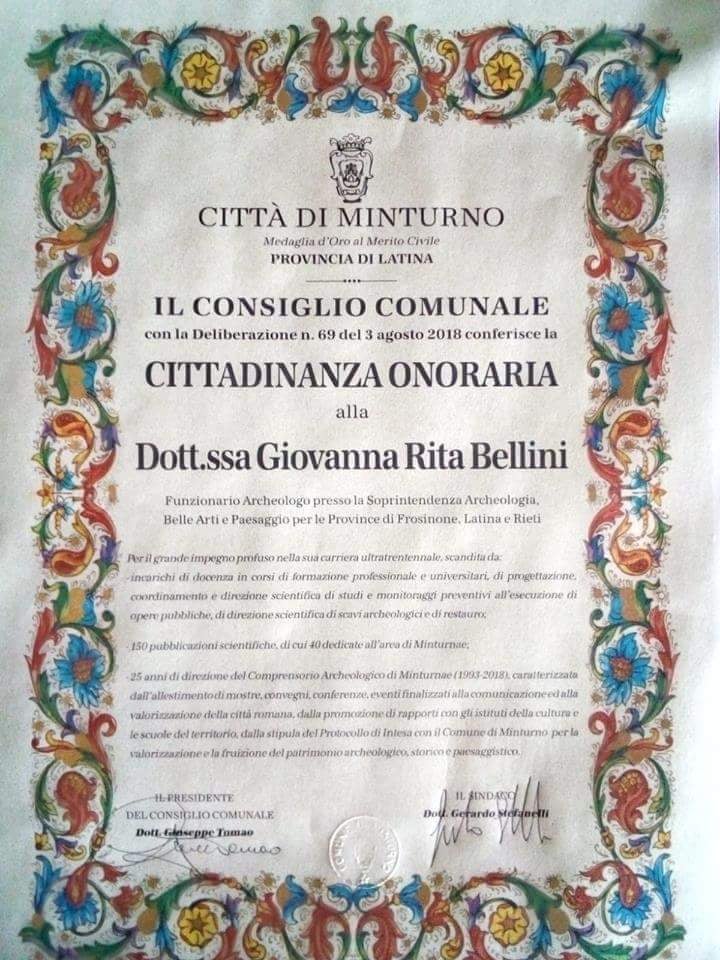 CITTÀ DI MINTURNO
Medaglia d'Oro al Merito Civile
PROVINCIA DI LATINA
IL CONSIGLIO COMUNALE
con la Deliberazione n. 69 del 3 agosto 2018 conferisce la
CITTADINANZA ONORARIA
alla
Dott.ssa Giovanna Rita Bellini
Funzionario Archeologo presso la Soprintendenza Archeologia,
Belle Arti e Paesaggio per le Province di Frosinone, Latina e Rieti
Per il grande impegno profuso nella sua carriera ultratrentennale, scandita da:
-incarichi di docenza in corsi di formazione professionale e universitari, di progettazione,
coordinamento e direzione scientifica di studi e monitoraggi preventivi all'esecuzione di
opere pubbliche, di direzione scientifica di scavi archeologici e di restauro;
- 150 pubblicazioni scientifiche, di cui 40 dedicate all'area di Minturnae;
- 25 anni di direzione del Comprensorio Archeologico di Minturnae (1993-2018), caratterizzata
dall'allestimento di mostre, convegni, conferenze, eventi finalizzati alla comunicazione ed alla
valorizzazione della città romana, dalla promozione di rapporti con gli istituti della cultura e
le scuole del territorio, dalla stipula del Protocollo di Intesa con il Comune di Minturno per la
valorizzazione e la fruizione del patrimonio archeologico, storico e paesaggistico.
IL PRESIDENTE
DEL CONSIGLIO COMUNALE
Dott. Giuseppe Tomao
IL SINDACO
Dott. Gerardo Stefanelli